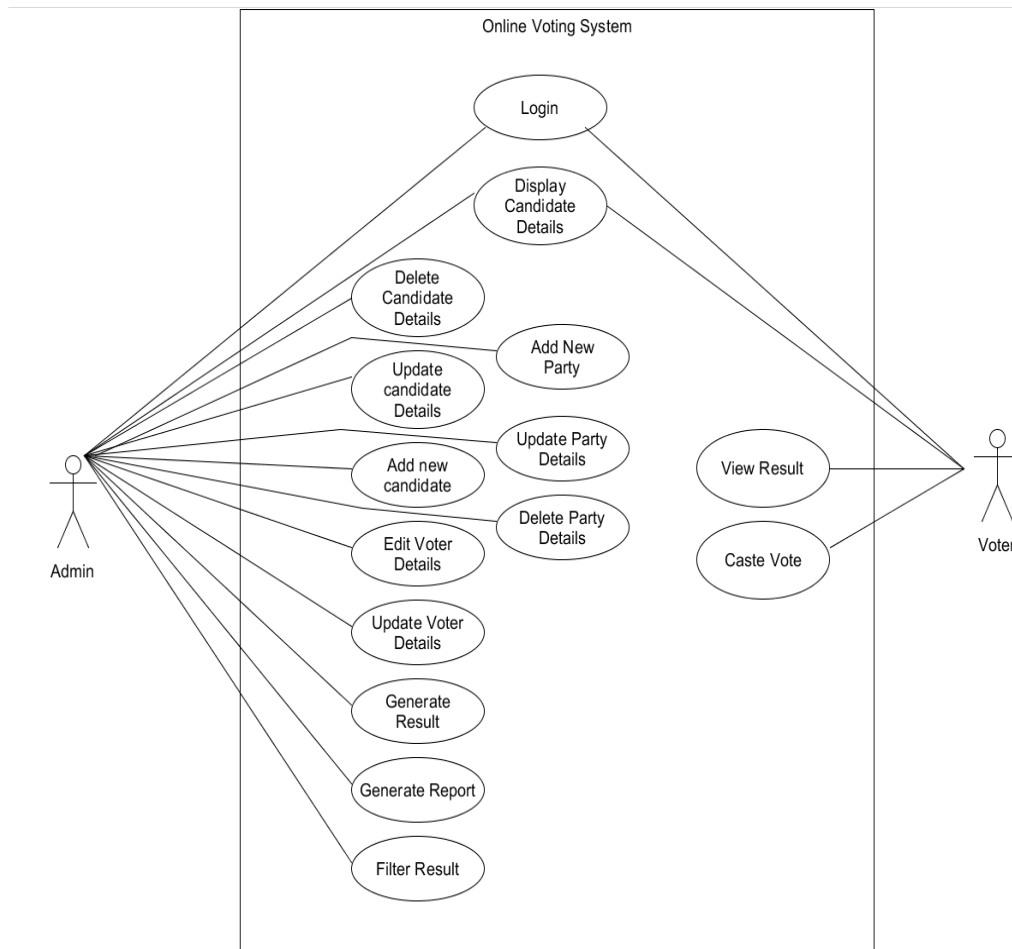 Online Voting System
Login
Display
Candidate
Details
Delete
Candidate
Details
Add New
Party
Update
candidate
Details
Update Party
Details
View Result
Add new
candidate
Delete Party
Details
Edit Voter
Details
Caste Vote
Admin
Voter
Update Voter
Details
Generate
Result
Generate Report
Filter Result